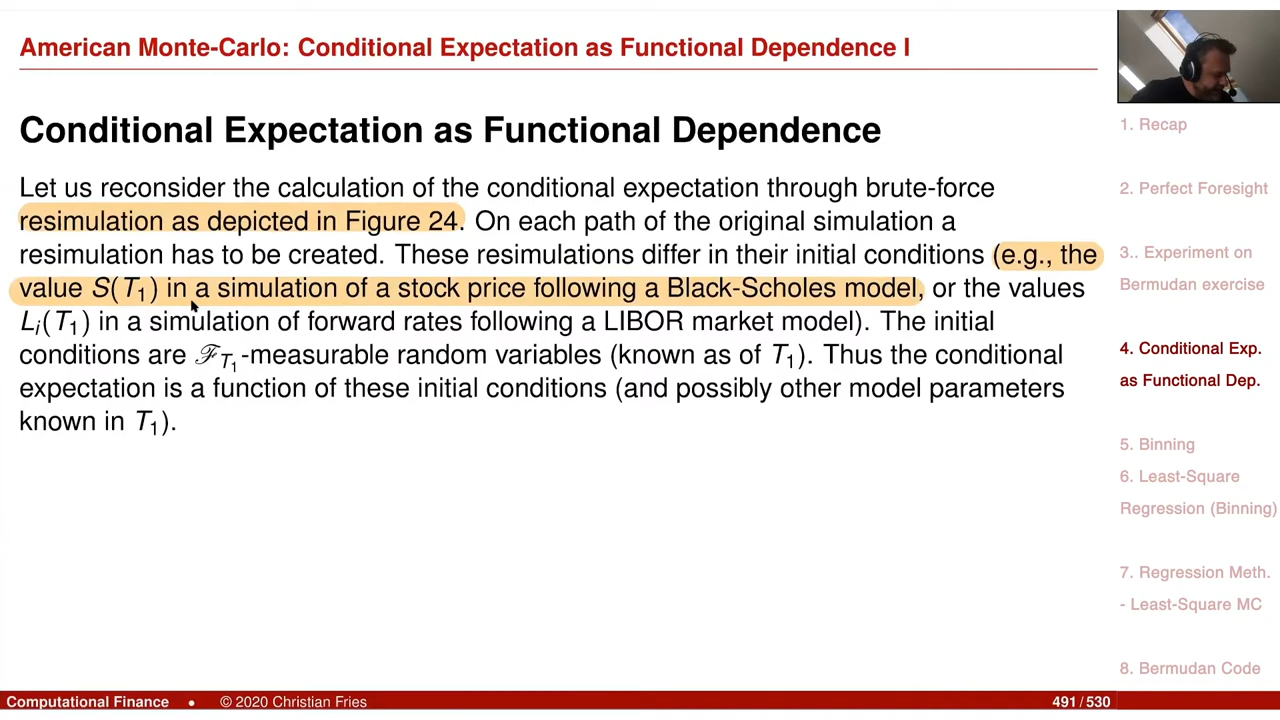 American Monte-Carlo: Conditional Expectation as Functional Dependence I
Conditional Expectation as Functional Dependence
Let us reconsider the calculation of the conditional expectation through brute-force
resimulation as depicted in Figure 24. On each path of the original simulation a
resimulation has to be created. These resimulations differ in their initial conditions (e.g., the
value S(T₁) in a simulation of a stock price following a Black-Scholes model, or the values
Lᵢ(T₁) in a simulation of forward rates following a LIBOR market model). The initial
conditions are ℱ_T₁-measurable random variables (known as of T₁). Thus the conditional
expectation is a function of these initial conditions (and possibly other model parameters
known in T₁).
1. Recap
2. Perfect Foresight
3.. Experiment on
Bermudan exercise
4. Conditional Exp.
as Functional Dep.
5. Binning
6. Least-Square
Regression (Binning)
7. Regression Meth.
- Least-Square MC
8. Bermudan Code
Computational Finance • © 2020 Christian Fries 491 / 530